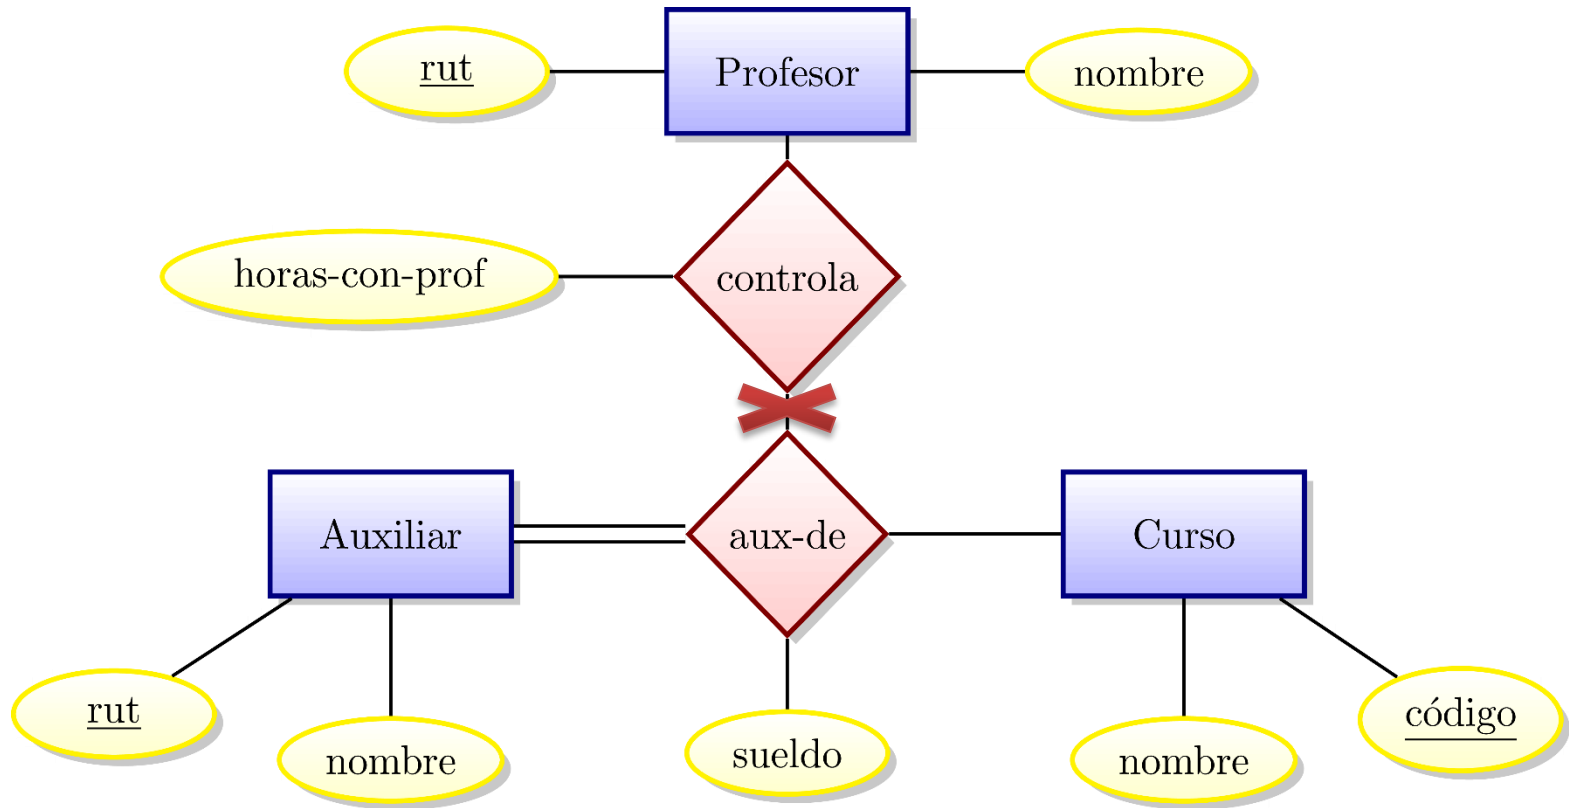 rut
Profesor
nombre
horas-con-prof
controla
Auxiliar
aux-de
Curso
rut
nombre
sueldo
nombre
código